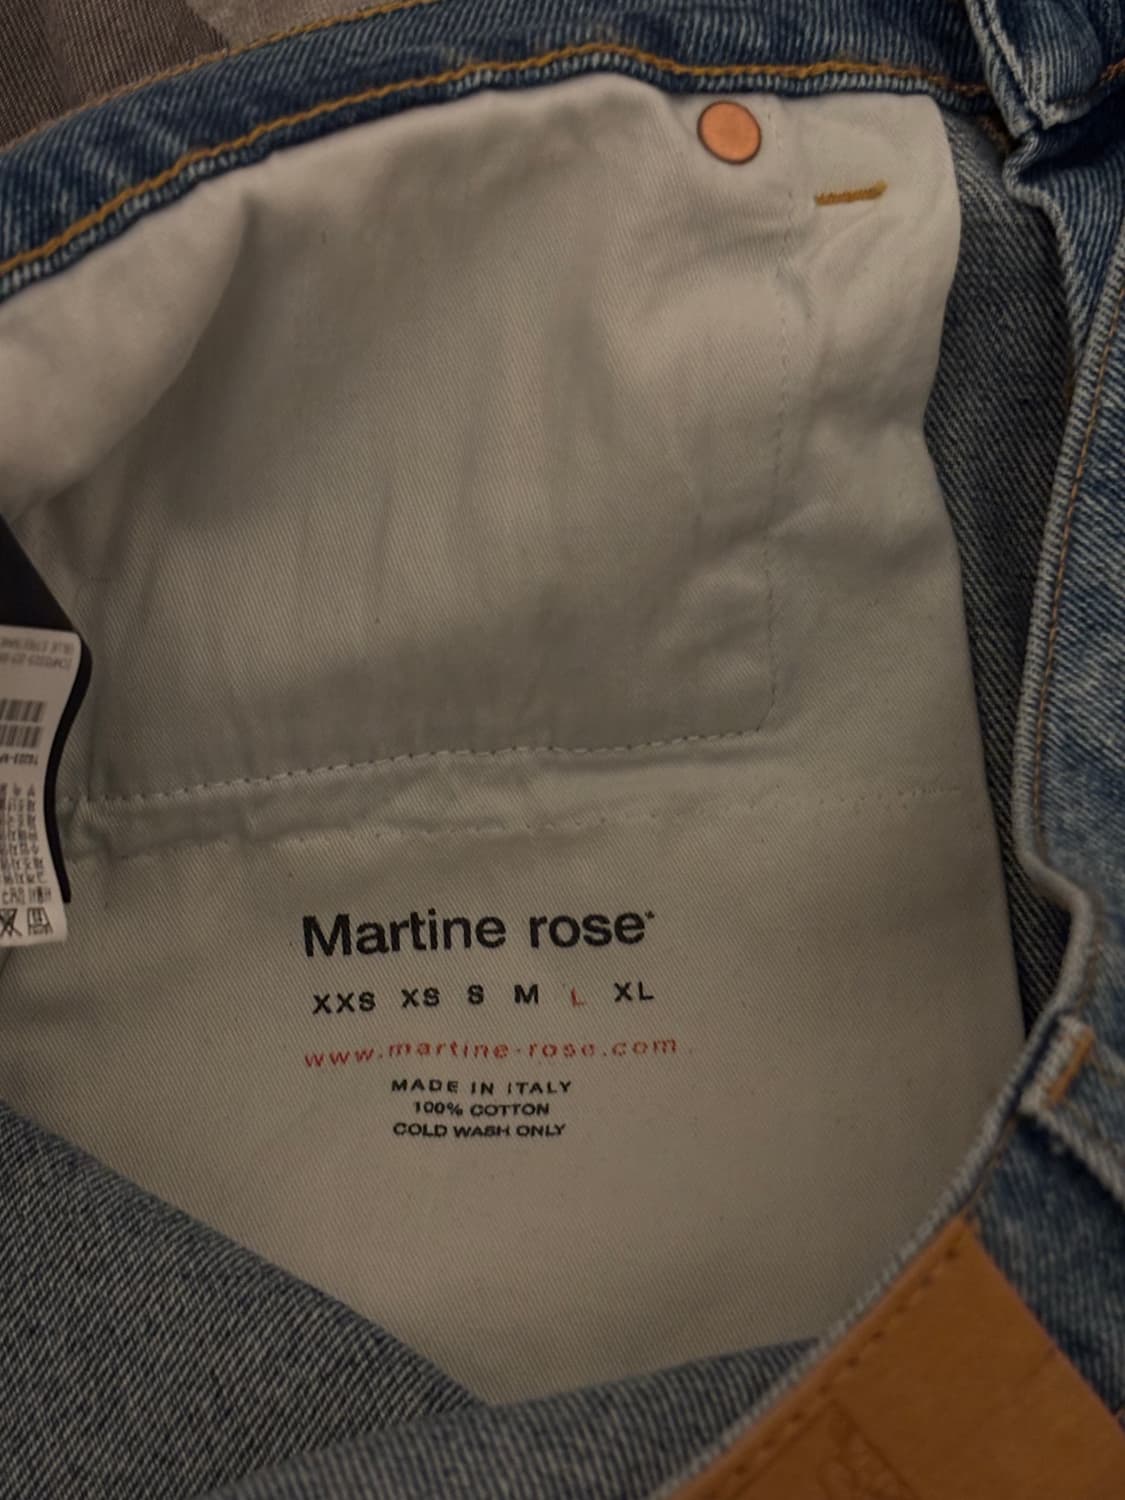 Martine rose*
XXS XS S M L XL
www.martine-rose.com
MADE IN ITALY
100% COTTON
COLD WASH ONLY